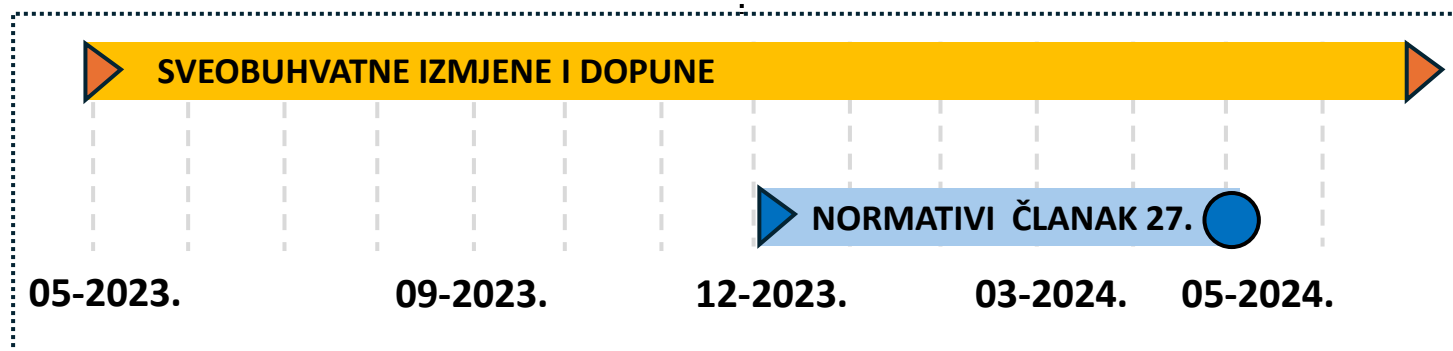 SVEOBUHVATNE IZMJENE I DOPUNE
NORMATIVI ČLANAK 27.
05-2023. 09-2023. 12-2023. 03-2024. 05-2024.